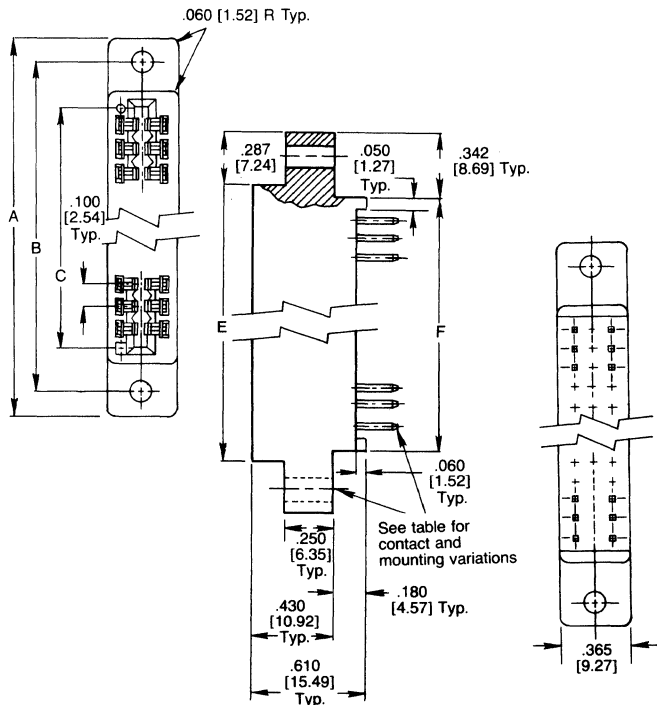 .060 [1.52] R Typ.
A
B
C
.100
[2.54]
Typ.
.287
[7.24]
.050
[1.27]
Typ.
.342
[8.69] Typ.
E
F
.060
[1.52]
Typ.
See table for
contact and
mounting variations
.250
[6.35]
Typ.
.180
[4.57] Typ.
.430
[10.92]
Typ.
.610
[15.49]
Typ.
.365
[9.27]